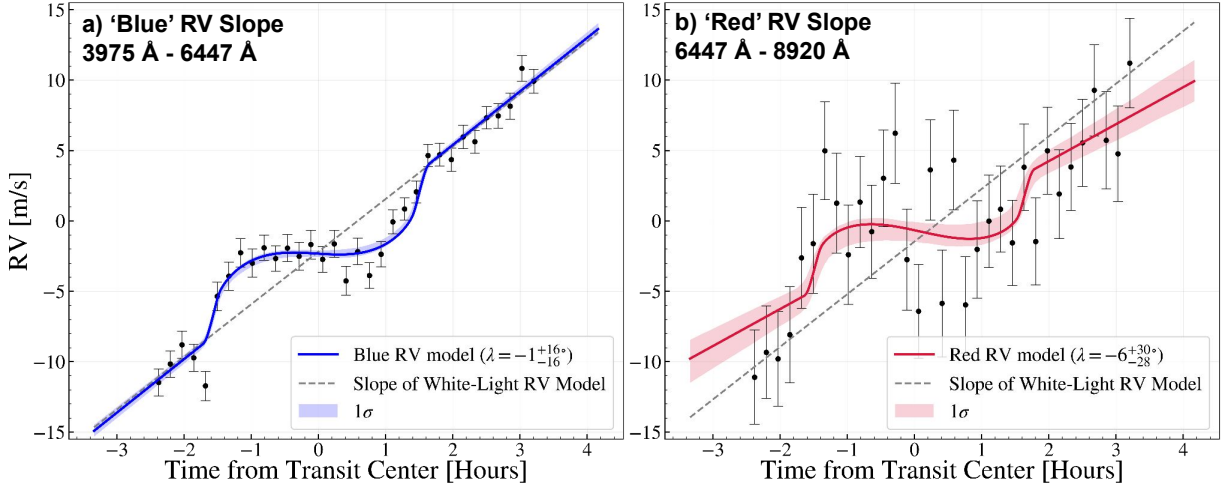 a) ‘Blue’ RV Slope
3975 Å - 6447 Å
RV [m/s]
15
10
5
0
−5
−10
−15
Blue RV model (λ = −1+16−16°)
Slope of White-Light RV Model
1σ
−3 −2 −1 0 1 2 3 4
Time from Transit Center [Hours]
b) ‘Red’ RV Slope
6447 Å - 8920 Å
15
10
5
0
−5
−10
−15
Red RV model (λ = −6+30−28°)
Slope of White-Light RV Model
1σ
−3 −2 −1 0 1 2 3 4
Time from Transit Center [Hours]